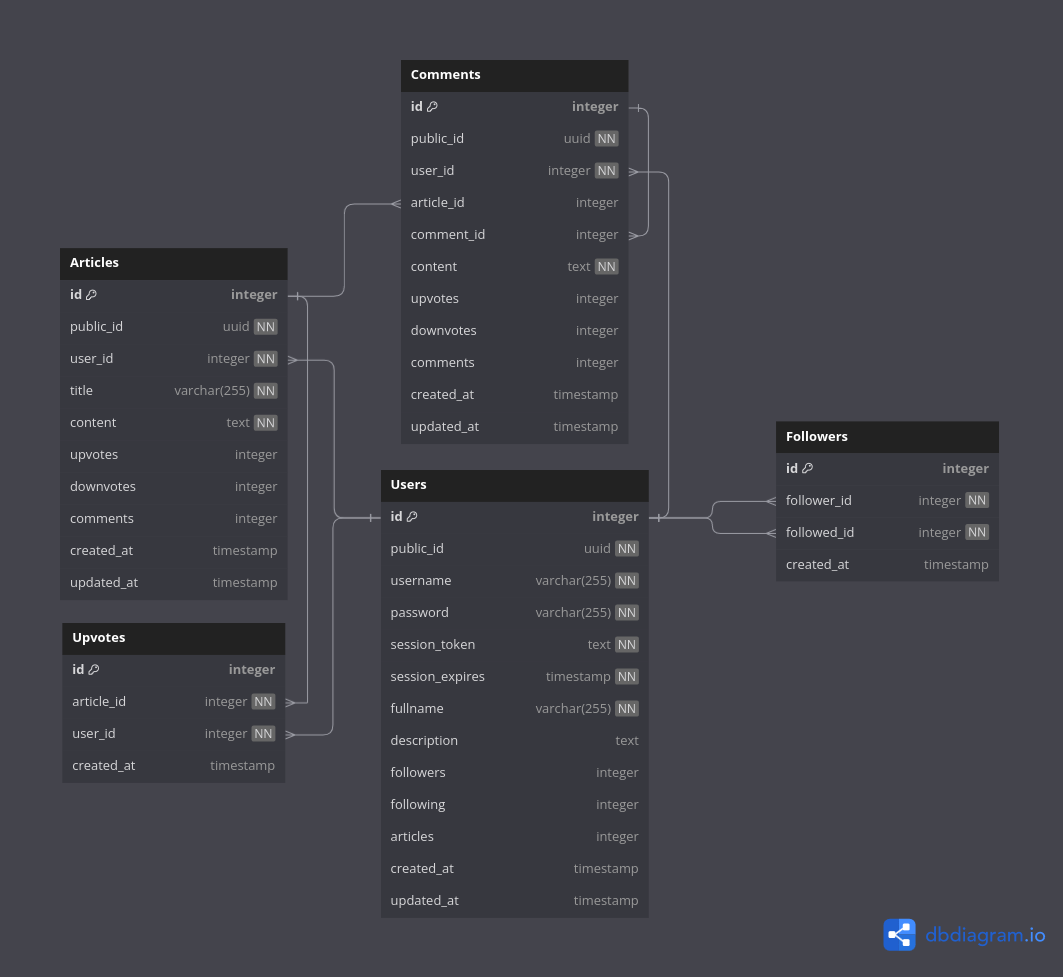 Comments
id integer
public_id uuid NN
user_id integer NN
article_id integer
comment_id integer
content text NN
upvotes integer
downvotes integer
comments integer
created_at timestamp
updated_at timestamp
Articles
id integer
public_id uuid NN
user_id integer NN
title varchar(255) NN
content text NN
upvotes integer
downvotes integer
comments integer
created_at timestamp
updated_at timestamp
Users
id integer
public_id uuid NN
username varchar(255) NN
password varchar(255) NN
session_token text NN
session_expires timestamp NN
fullname varchar(255) NN
description text
followers integer
following integer
articles integer
created_at timestamp
updated_at timestamp
Followers
id integer
follower_id integer NN
followed_id integer NN
created_at timestamp
Upvotes
id integer
article_id integer NN
user_id integer NN
created_at timestamp
dbdiagram.io